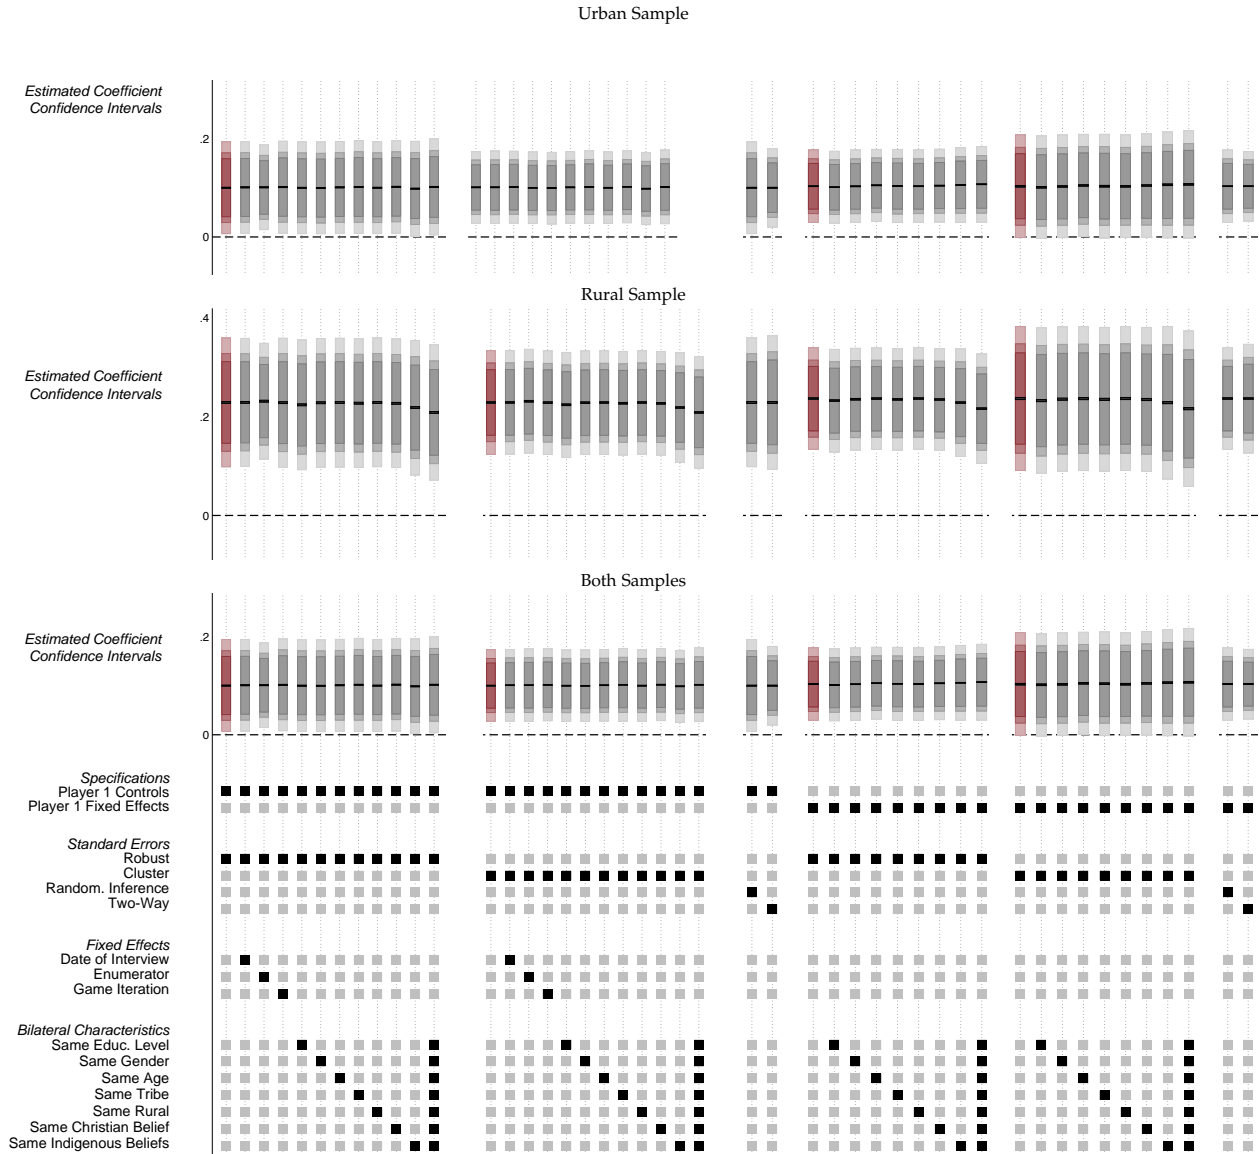 Urban Sample
Estimated Coefficient
Confidence Intervals
.2
0
Rural Sample
.4
Estimated Coefficient
Confidence Intervals
.2
0
Both Samples
Estimated Coefficient
Confidence Intervals
.2
0
Specifications
Player 1 Controls
Player 1 Fixed Effects
Standard Errors
Robust
Cluster
Random. Inference
Two-Way
Fixed Effects
Date of Interview
Enumerator
Game Iteration
Bilateral Characteristics
Same Educ. Level
Same Gender
Same Age
Same Tribe
Same Rural
Same Christian Belief
Same Indigenous Beliefs